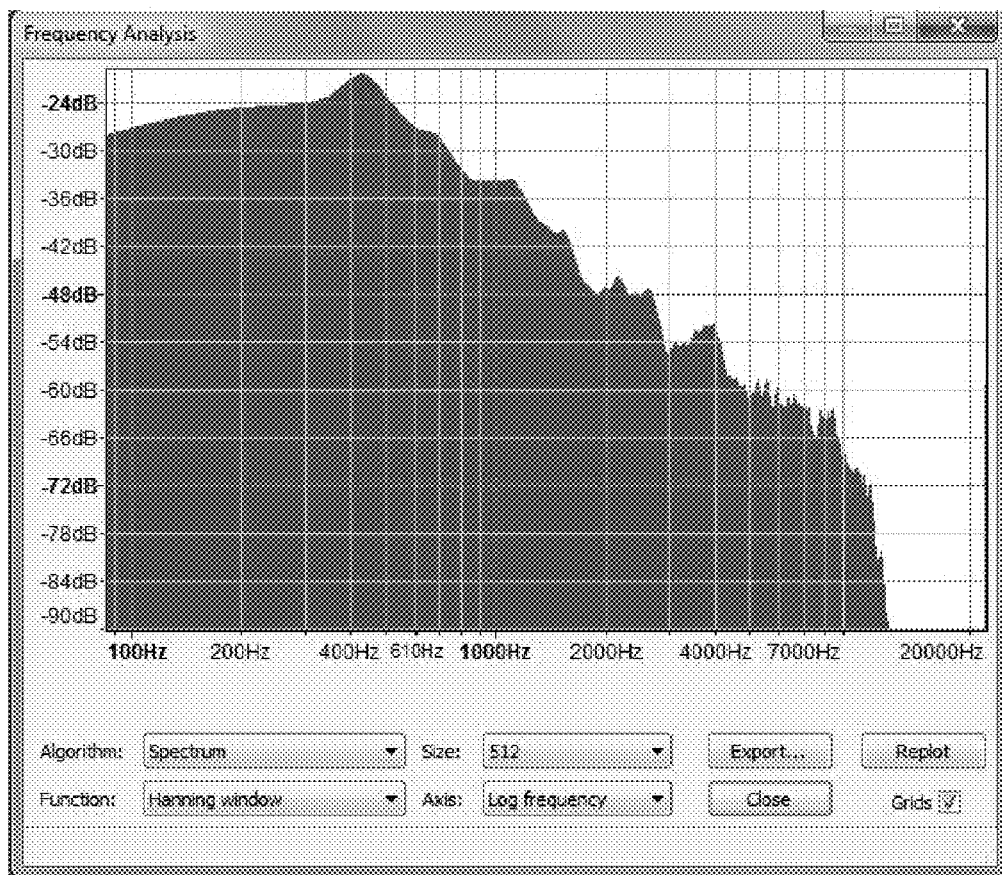 Frequency Analysis
-24dB
-30dB
-36dB
-42dB
-48dB
-54dB
-60dB
-66dB
-72dB
-78dB
-84dB
-90dB
100Hz 200Hz 400Hz 610Hz 1000Hz 2000Hz 4000Hz 7000Hz 20000Hz
Algorithm: Spectrum Size: 512 Export... Replot
Function: Hanning window Axis: Log frequency Close Grids